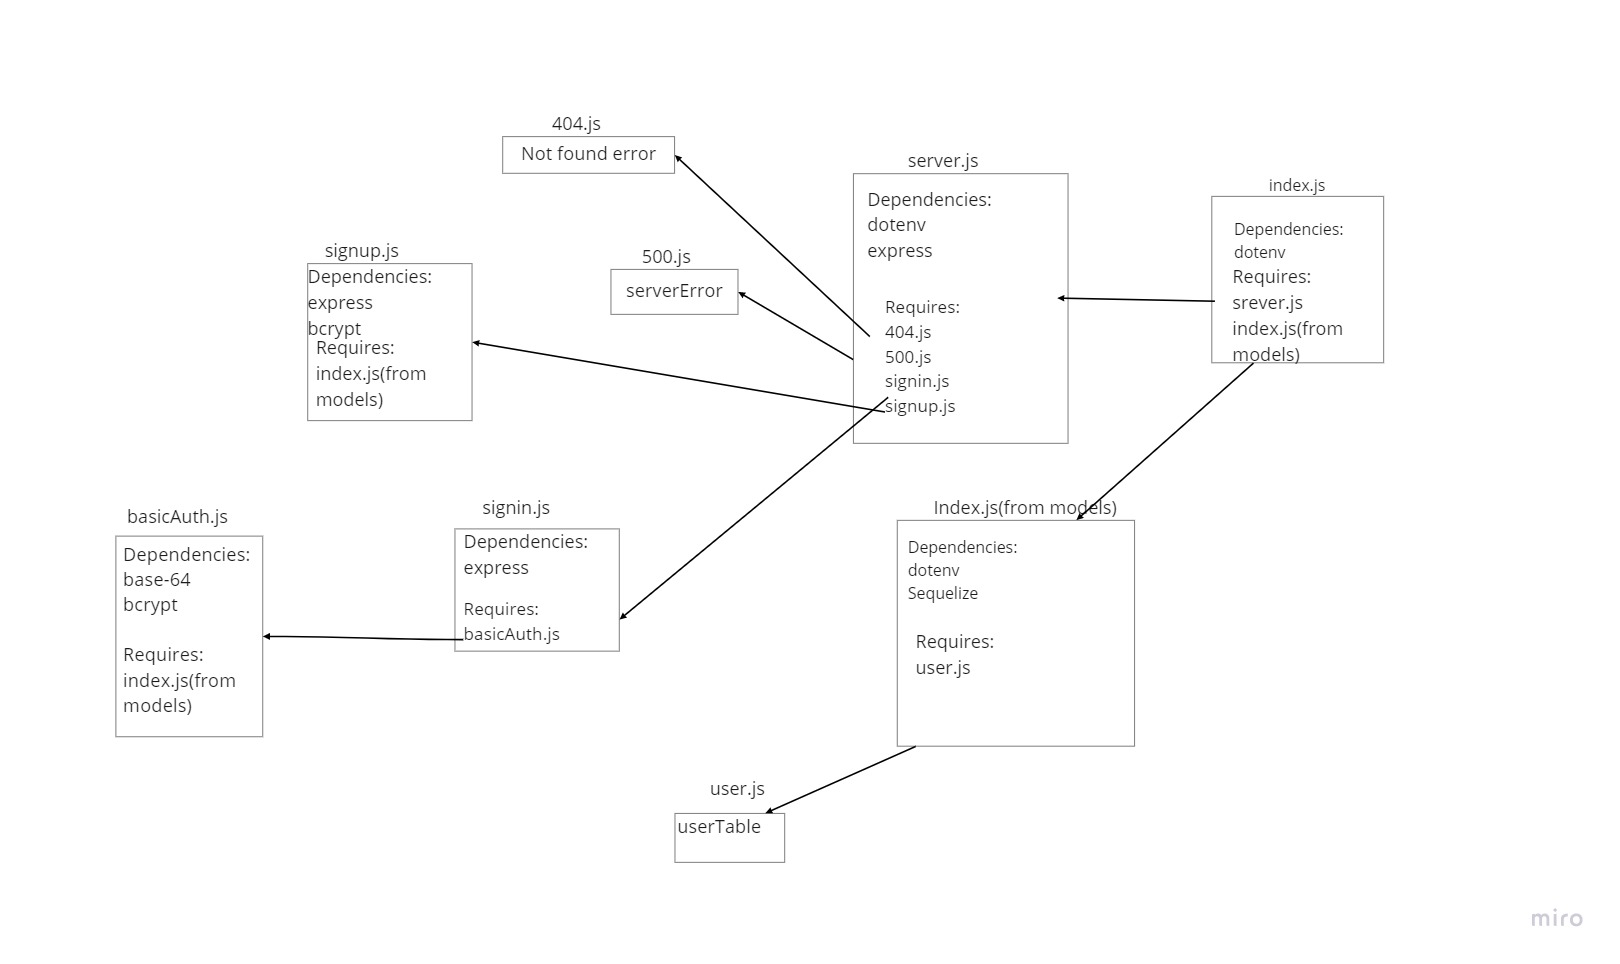 404.js
Not found error
server.js
Dependencies:
dotenv
express
Requires:
404.js
500.js
signin.js
signup.js
index.js
Dependencies:
dotenv
Requires:
srever.js
index.js(from
models)
signup.js
Dependencies:
express
bcrypt
Requires:
index.js(from
models)
500.js
serverError
basicAuth.js
Dependencies:
base-64
bcrypt
Requires:
index.js(from
models)
signin.js
Dependencies:
express
Requires:
basicAuth.js
Index.js(from models)
Dependencies:
dotenv
Sequelize
Requires:
user.js
user.js
userTable
miro